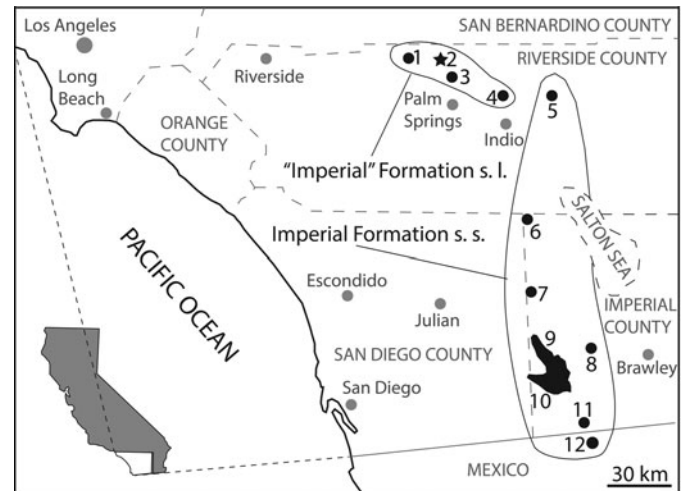 Los Angeles
SAN BERNARDINO COUNTY
RIVERSIDE COUNTY
Long
Beach
Riverside
1
2
3
4
5
Palm
Springs
Indio
ORANGE
COUNTY
"Imperial" Formation s. l.
Imperial Formation s. s.
6
SALTON SEA
PACIFIC OCEAN
Escondido
Julian
7
IMPERIAL
COUNTY
9
8
Brawley
SAN DIEGO COUNTY
San Diego
10
11
12
MEXICO
30 km